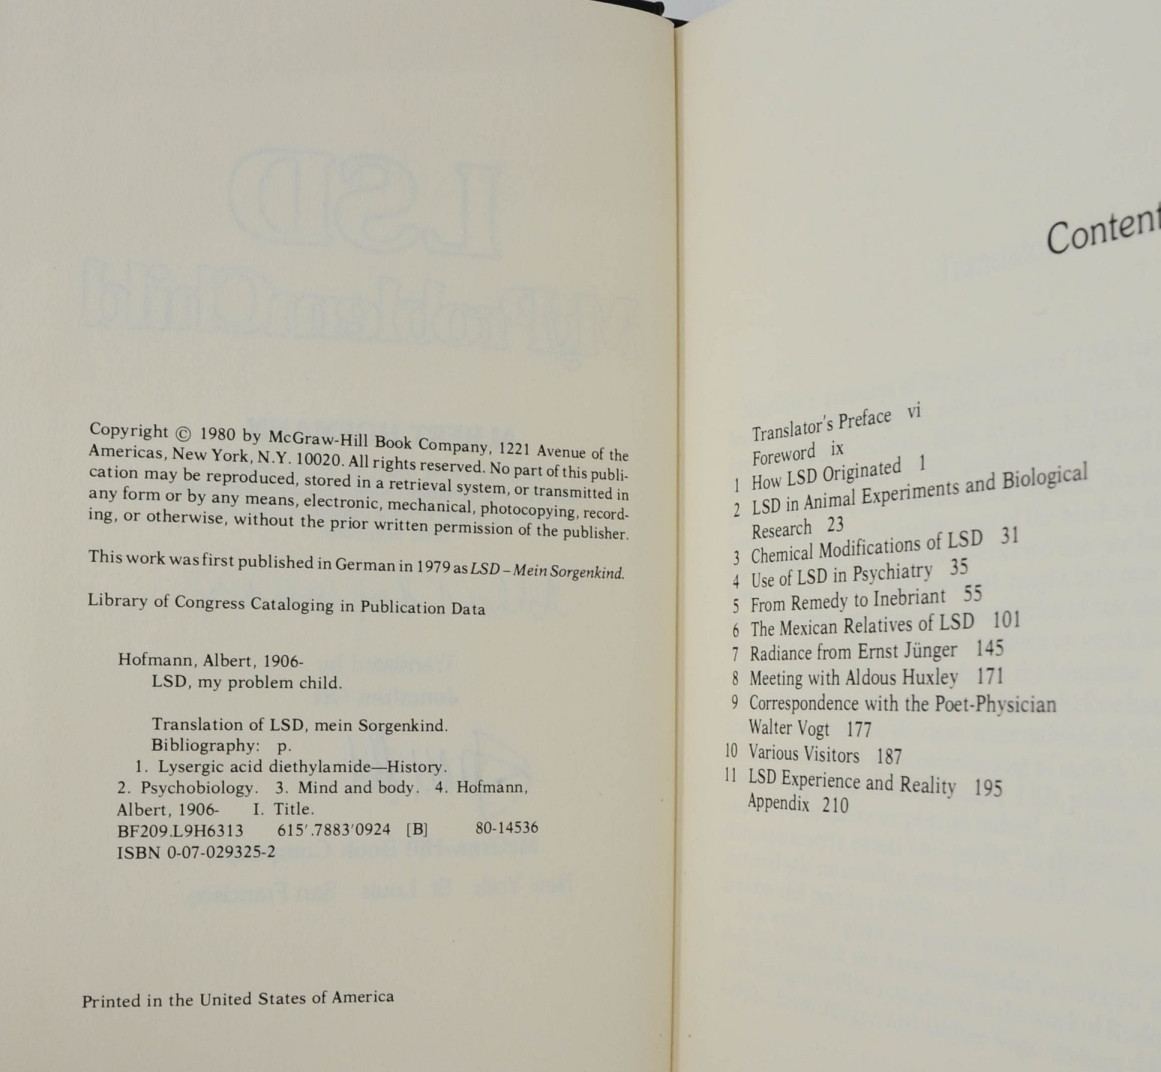 Copyright © 1980 by McGraw-Hill Book Company, 1221 Avenue of the
Americas, New York, N.Y. 10020. All rights reserved. No part of this publi-
cation may be reproduced, stored in a retrieval system, or transmitted in
any form or by any means, electronic, mechanical, photocopying, record-
ing, or otherwise, without the prior written permission of the publisher.
This work was first published in German in 1979 as LSD – Mein Sorgenkind.
Library of Congress Cataloging in Publication Data
Hofmann, Albert, 1906-
LSD, my problem child.
Translation of LSD, mein Sorgenkind.
Bibliography: p.
1. Lysergic acid diethylamide—History.
2. Psychobiology. 3. Mind and body. 4. Hofmann,
Albert, 1906- I. Title.
BF209.L9H6313 615'.7883'0924 [B] 80-14536
ISBN 0-07-029325-2
Printed in the United States of America
Content
Translator's Preface vi
Foreword ix
1 How LSD Originated 1
2 LSD in Animal Experiments and Biological
Research 23
3 Chemical Modifications of LSD 31
4 Use of LSD in Psychiatry 35
5 From Remedy to Inebriant 55
6 The Mexican Relatives of LSD 101
7 Radiance from Ernst Jünger 145
8 Meeting with Aldous Huxley 171
9 Correspondence with the Poet-Physician
Walter Vogt 177
10 Various Visitors 187
11 LSD Experience and Reality 195
Appendix 210